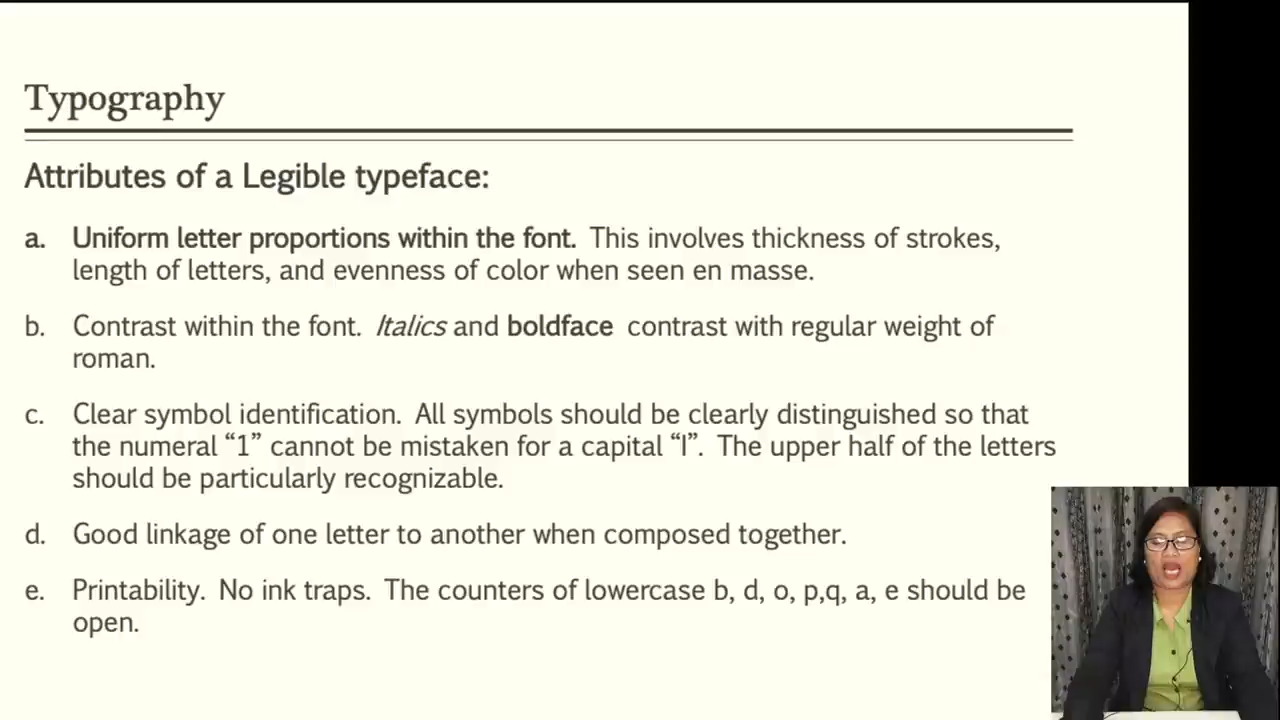 Typography
Attributes of a Legible typeface:
a. Uniform letter proportions within the font. This involves thickness of strokes,
length of letters, and evenness of color when seen en masse.
b. Contrast within the font. Italics and boldface contrast with regular weight of
roman.
c. Clear symbol identification. All symbols should be clearly distinguished so that
the numeral “1” cannot be mistaken for a capital “I”. The upper half of the letters
should be particularly recognizable.
d. Good linkage of one letter to another when composed together.
e. Printability. No ink traps. The counters of lowercase b, d, o, p,q, a, e should be
open.